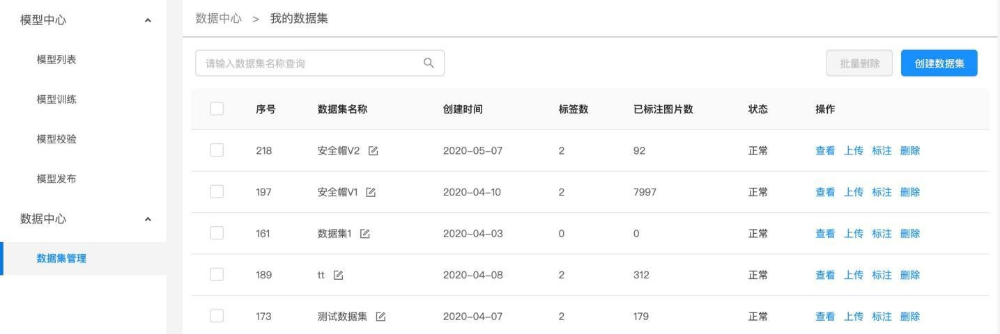 模型中心
模型列表
模型训练
模型校验
模型发布
数据中心
数据集管理
数据中心 > 我的数据集
请输入数据集名称查询 批量删除 创建数据集
序号 数据集名称 创建时间 标签数 已标注图片数 状态 操作
218 安全帽V2 2020-05-07 2 92 正常 查看 上传 标注 删除
197 安全帽V1 2020-04-10 2 7997 正常 查看 上传 标注 删除
161 数据集1 2020-04-03 0 0 正常 查看 上传 标注 删除
189 tt 2020-04-08 2 312 正常 查看 上传 标注 删除
173 测试数据集 2020-04-07 2 179 正常 查看 上传 标注 删除